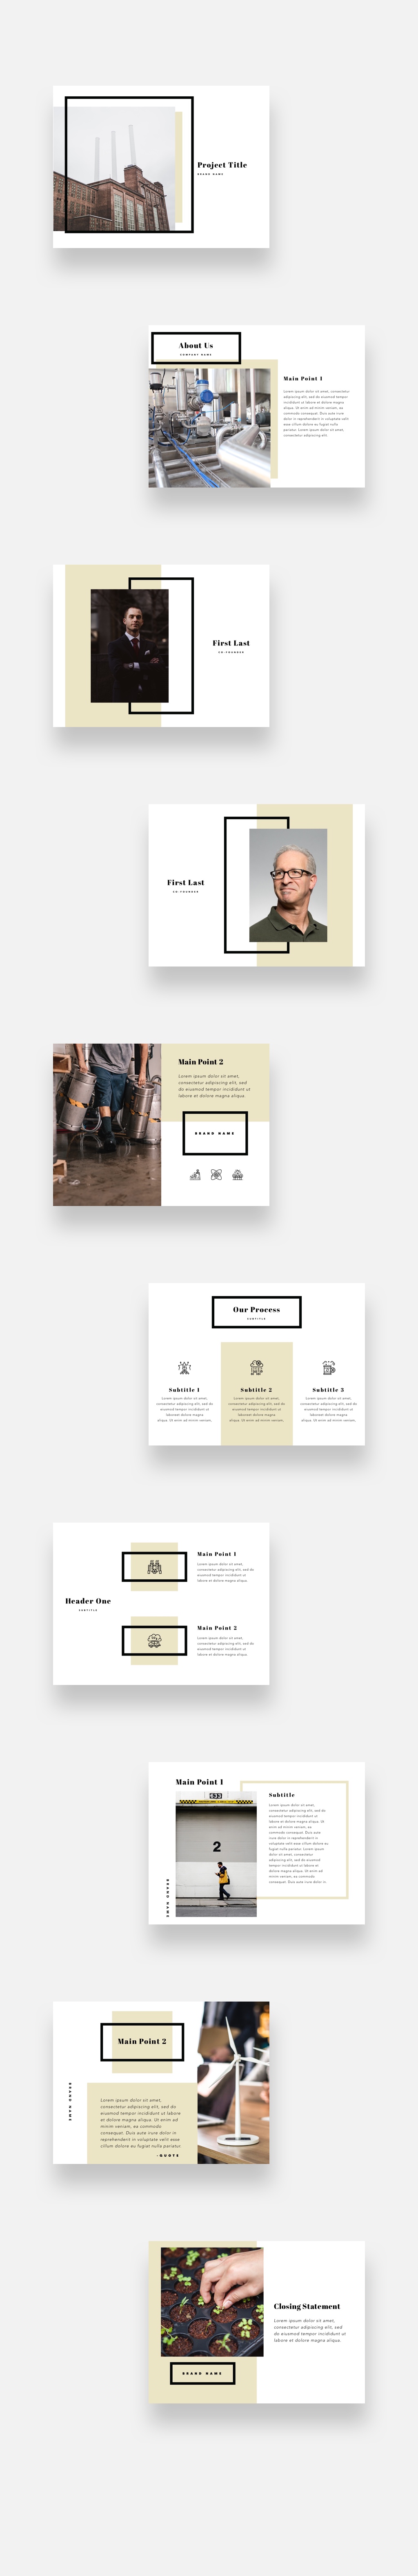 Project Title
BRAND NAME
About Us
COMPANY NAME
Main Point 1
Lorem ipsum dolor sit amet, consectetur
adipiscing elit, sed do eiusmod tempor
incididunt ut labore et dolore magna
aliqua. Ut enim ad minim veniam, ea
commodo consequat. Duis aute irure dolor
in reprehenderit in voluptate velit
esse cillum dolore eu fugiat nulla
pariatur. Lorem ipsum dolor sit amet,
consectetur adipiscing elit.
First Last
CO-FOUNDER
First Last
CO-FOUNDER
Main Point 2
Lorem ipsum dolor sit amet,
consectetur adipiscing elit, sed
do eiusmod tempor incididunt ut
labore et dolore magna aliqua.
BRAND NAME
Our Process
SUBTITLE
Subtitle 1
Lorem ipsum dolor sit amet,
consectetur adipiscing elit, sed do
eiusmod tempor incididunt ut
laboreet dolore magna
aliqua. Ut enim ad minim veniam.
Subtitle 2
Lorem ipsum dolor sit amet,
consectetur adipiscing elit, sed do
eiusmod tempor incididunt ut
laboreet dolore magna
aliqua. Ut enim ad minim veniam.
Subtitle 3
Lorem ipsum dolor sit amet,
consectetur adipiscing elit, sed do
eiusmod tempor incididunt ut
laboreet dolore magna
aliqua. Ut enim ad minim veniam.
Header One
SUBTITLE
Main Point 1
Lorem ipsum dolor sit amet,
consectetur adipiscing elit, sed do
eiusmod tempor incididunt ut
labore et dolore magna aliqua.
Main Point 2
Lorem ipsum dolor sit amet,
consectetur adipiscing elit, sed do
eiusmod tempor incididunt ut
labore et dolore magna aliqua.
Main Point 1
633
2
BRAND NAME
Subtitle
Lorem ipsum dolor sit amet,
consectetur adipiscing elit, sed do
eiusmod tempor incididunt ut
labore et dolore magna aliqua. Ut
enim ad minim veniam, ea
commodo consequat. Duis aute
irure dolor in reprehenderit in
voluptate velit esse cillum dolore eu
fugiat nulla pariatur. Lorem ipsum
dolor sit amet, consectetur
adipiscing elit, sed do eiusmod
tempor incididunt ut labore et
dolore magna aliqua. Ut enim ad
minim veniam, ea commodo
consequat. Duis aute irure dolor in
Main Point 2
BRAND NAME
Lorem ipsum dolor sit amet,
consectetur adipiscing elit, sed do
eiusmod tempor incididunt ut labore
et dolore magna aliqua. Ut enim ad
minim veniam, ea commodo
consequat. Duis aute irure dolor in
reprehenderit in voluptate velit esse
cillum dolore eu fugiat nulla pariatur.
-QUOTE
Closing Statement
Lorem ipsum dolor sit amet,
consectetur adipiscing elit, sed
do eiusmod tempor incididunt ut
labore et dolore magna aliqua.
BRAND NAME